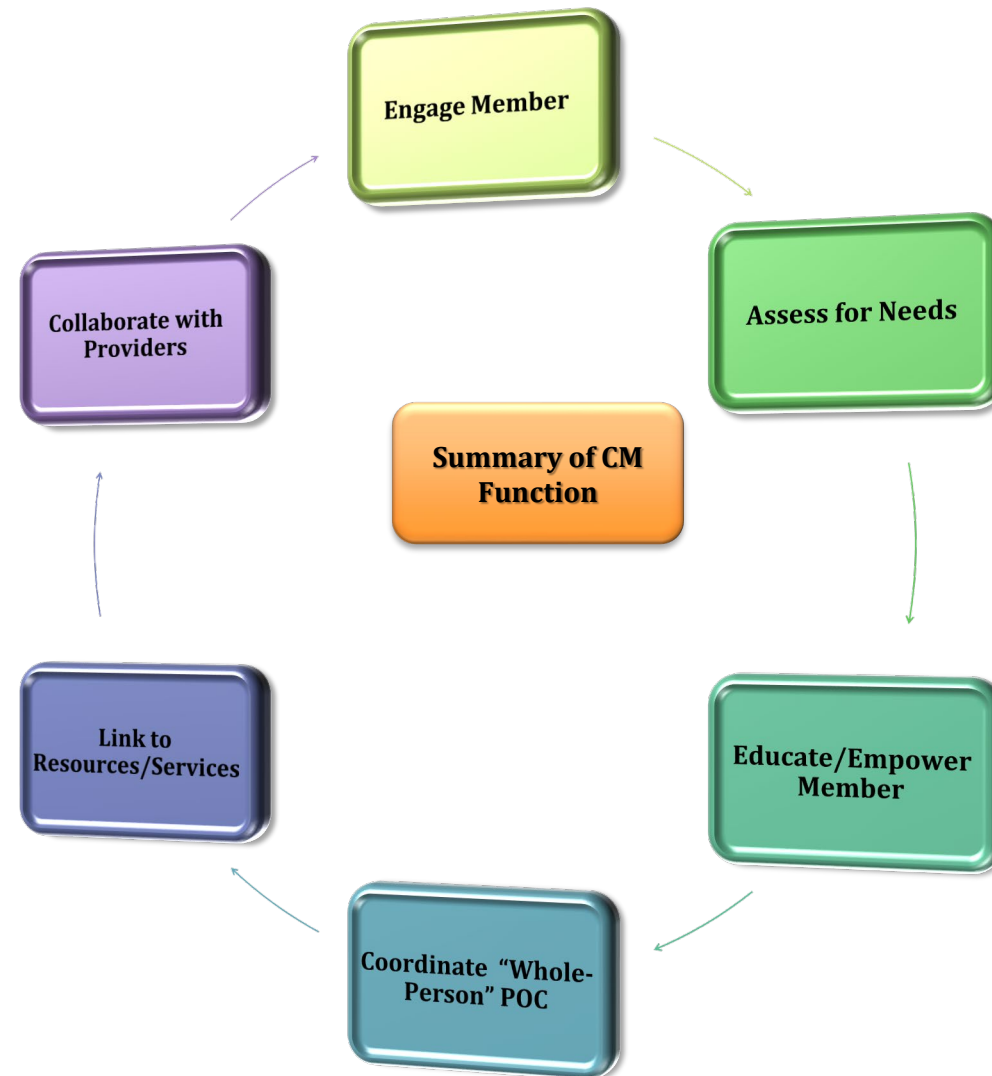 Engage Member
Assess for Needs
Educate/Empower
Member
Coordinate “Whole-
Person” POC
Link to
Resources/Services
Collaborate with
Providers
Summary of CM
Function